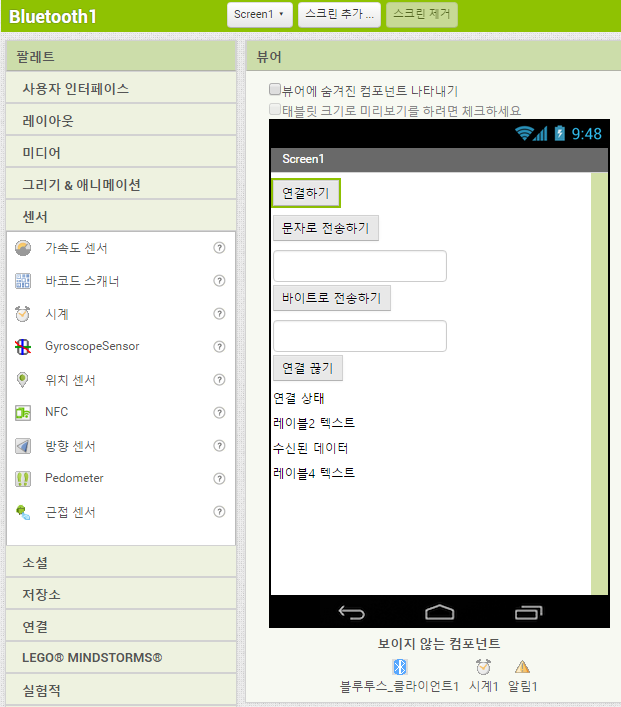 Bluetooth1
Screen1
스크린 추가 ...
스크린 제거
팔레트
사용자 인터페이스
레이아웃
미디어
그리기 & 애니메이션
센서
가속도 센서
바코드 스캐너
시계
GyroscopeSensor
위치 센서
NFC
방향 센서
Pedometer
근접 센서
소셜
저장소
연결
LEGO® MINDSTORMS®
실험적
뷰어
뷰어에 숨겨진 컴포넌트 나타내기
태블릿 크기로 미리보기를 하려면 체크하세요
9:48
Screen1
연결하기
문자로 전송하기
바이트로 전송하기
연결 끊기
연결 상태
레이블2 텍스트
수신된 데이터
레이블4 텍스트
보이지 않는 컴포넌트
블루투스_클라이언트1
시계1
알림1